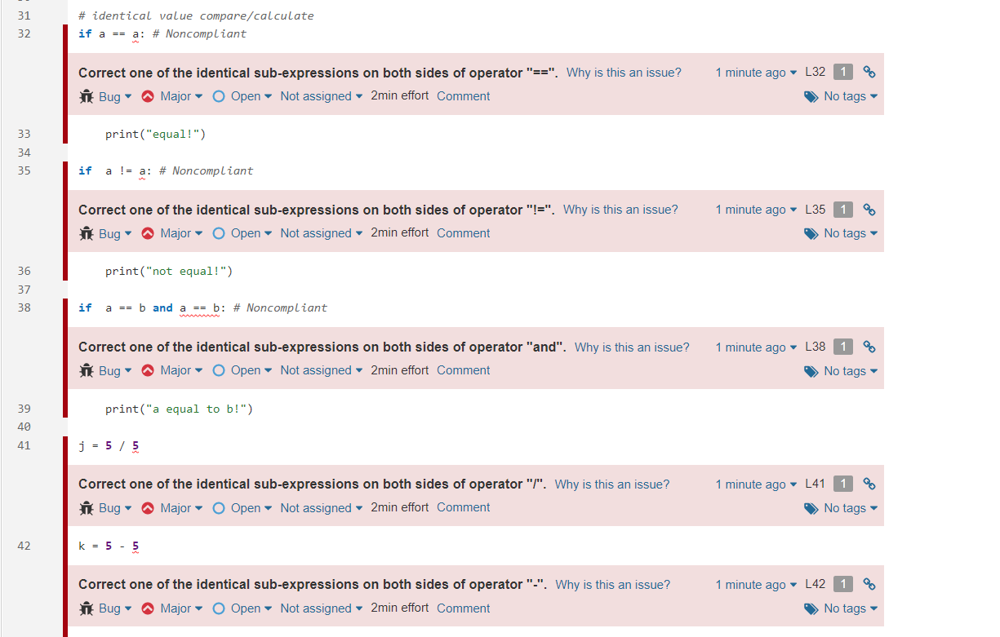 31 # identical value compare/calculate
32 if a == a: # Noncompliant
Correct one of the identical sub-expressions on both sides of operator "==". Why is this an issue? 1 minute ago L32 1
Bug Major Open Not assigned 2min effort Comment No tags
33 print("equal!")
34
35 if  a != a: # Noncompliant
Correct one of the identical sub-expressions on both sides of operator "!=". Why is this an issue? 1 minute ago L35 1
Bug Major Open Not assigned 2min effort Comment No tags
36 print("not equal!")
37
38 if  a == b and a == b: # Noncompliant
Correct one of the identical sub-expressions on both sides of operator "and". Why is this an issue? 1 minute ago L38 1
Bug Major Open Not assigned 2min effort Comment No tags
39 print("a equal to b!")
40
41 j = 5 / 5
Correct one of the identical sub-expressions on both sides of operator "/". Why is this an issue? 1 minute ago L41 1
Bug Major Open Not assigned 2min effort Comment No tags
42 k = 5 - 5
Correct one of the identical sub-expressions on both sides of operator "-". Why is this an issue? 1 minute ago L42 1
Bug Major Open Not assigned 2min effort Comment No tags